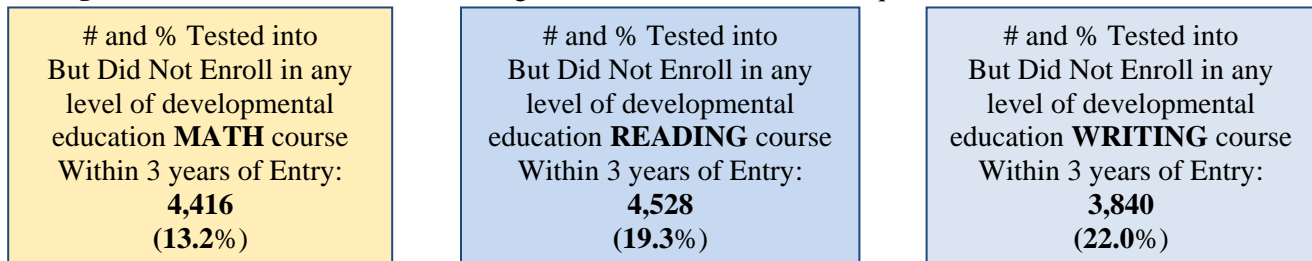 # and % Tested into
But Did Not Enroll in any
level of developmental
education MATH course
Within 3 years of Entry:
4,416
(13.2%)
# and % Tested into
But Did Not Enroll in any
level of developmental
education READING course
Within 3 years of Entry:
4,528
(19.3%)
# and % Tested into
But Did Not Enroll in any
level of developmental
education WRITING course
Within 3 years of Entry:
3,840
(22.0%)